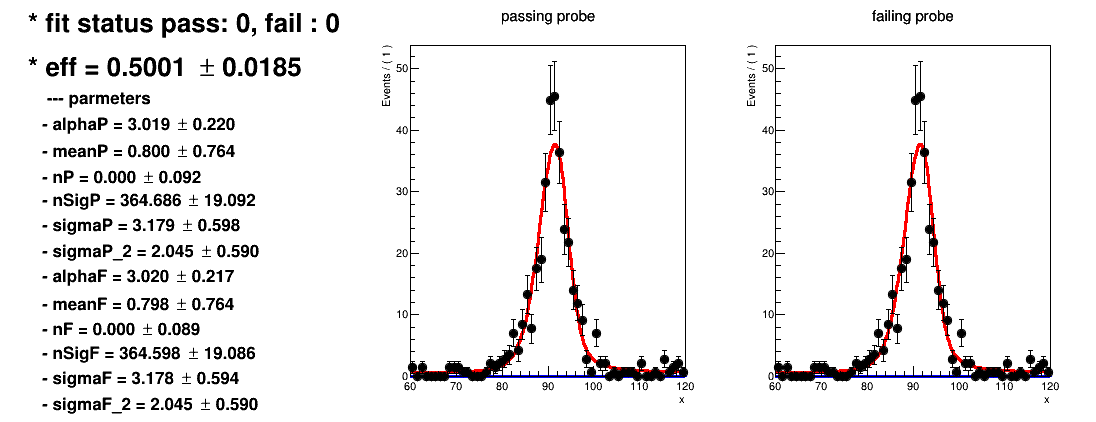 * fit status pass: 0, fail : 0
* eff = 0.5001 ± 0.0185
--- parmeters
- alphaP = 3.019 ± 0.220
- meanP = 0.800 ± 0.764
- nP = 0.000 ± 0.092
- nSigP = 364.686 ± 19.092
- sigmaP = 3.179 ± 0.598
- sigmaP_2 = 2.045 ± 0.590
- alphaF = 3.020 ± 0.217
- meanF = 0.798 ± 0.764
- nF = 0.000 ± 0.089
- nSigF = 364.598 ± 19.086
- sigmaF = 3.178 ± 0.594
- sigmaF_2 = 2.045 ± 0.590
passing probe
Events / ( 1 )
50
40
30
20
10
0
60 70 80 90 100 110 120
x
failing probe
Events / ( 1 )
50
40
30
20
10
0
60 70 80 90 100 110 120
x